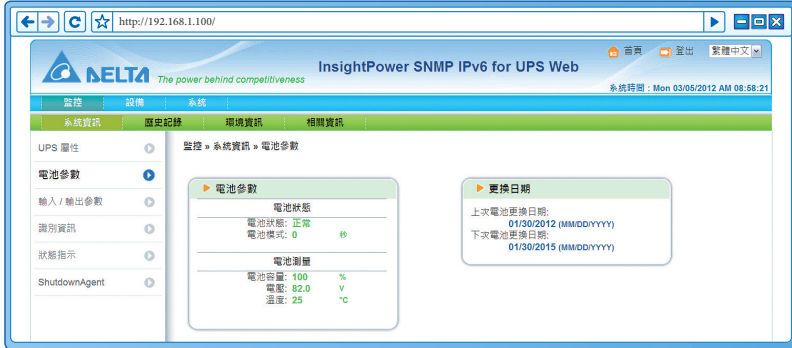 http://192.168.1.100/
首頁 登出 繁體中文
DELTA The power behind competitiveness
InsightPower SNMP IPv6 for UPS Web
系統時間 : Mon 03/05/2012 AM 08:58:21
監控 設備 系統
系統資訊 歷史記錄 環境資訊 相關資訊
UPS 屬性
電池參數
輸入 / 輸出參數
識別資訊
狀態指示
ShutdownAgent
監控 » 系統資訊 » 電池參數
電池參數
電池狀態
電池狀態: 正常
電池模式: 0 秒
電池測量
電池容量: 100 %
電壓: 82.0 V
溫度: 25 °C
更換日期
上次電池更換日期:
01/30/2012 (MM/DD/YYYY)
下次電池更換日期:
01/30/2015 (MM/DD/YYYY)